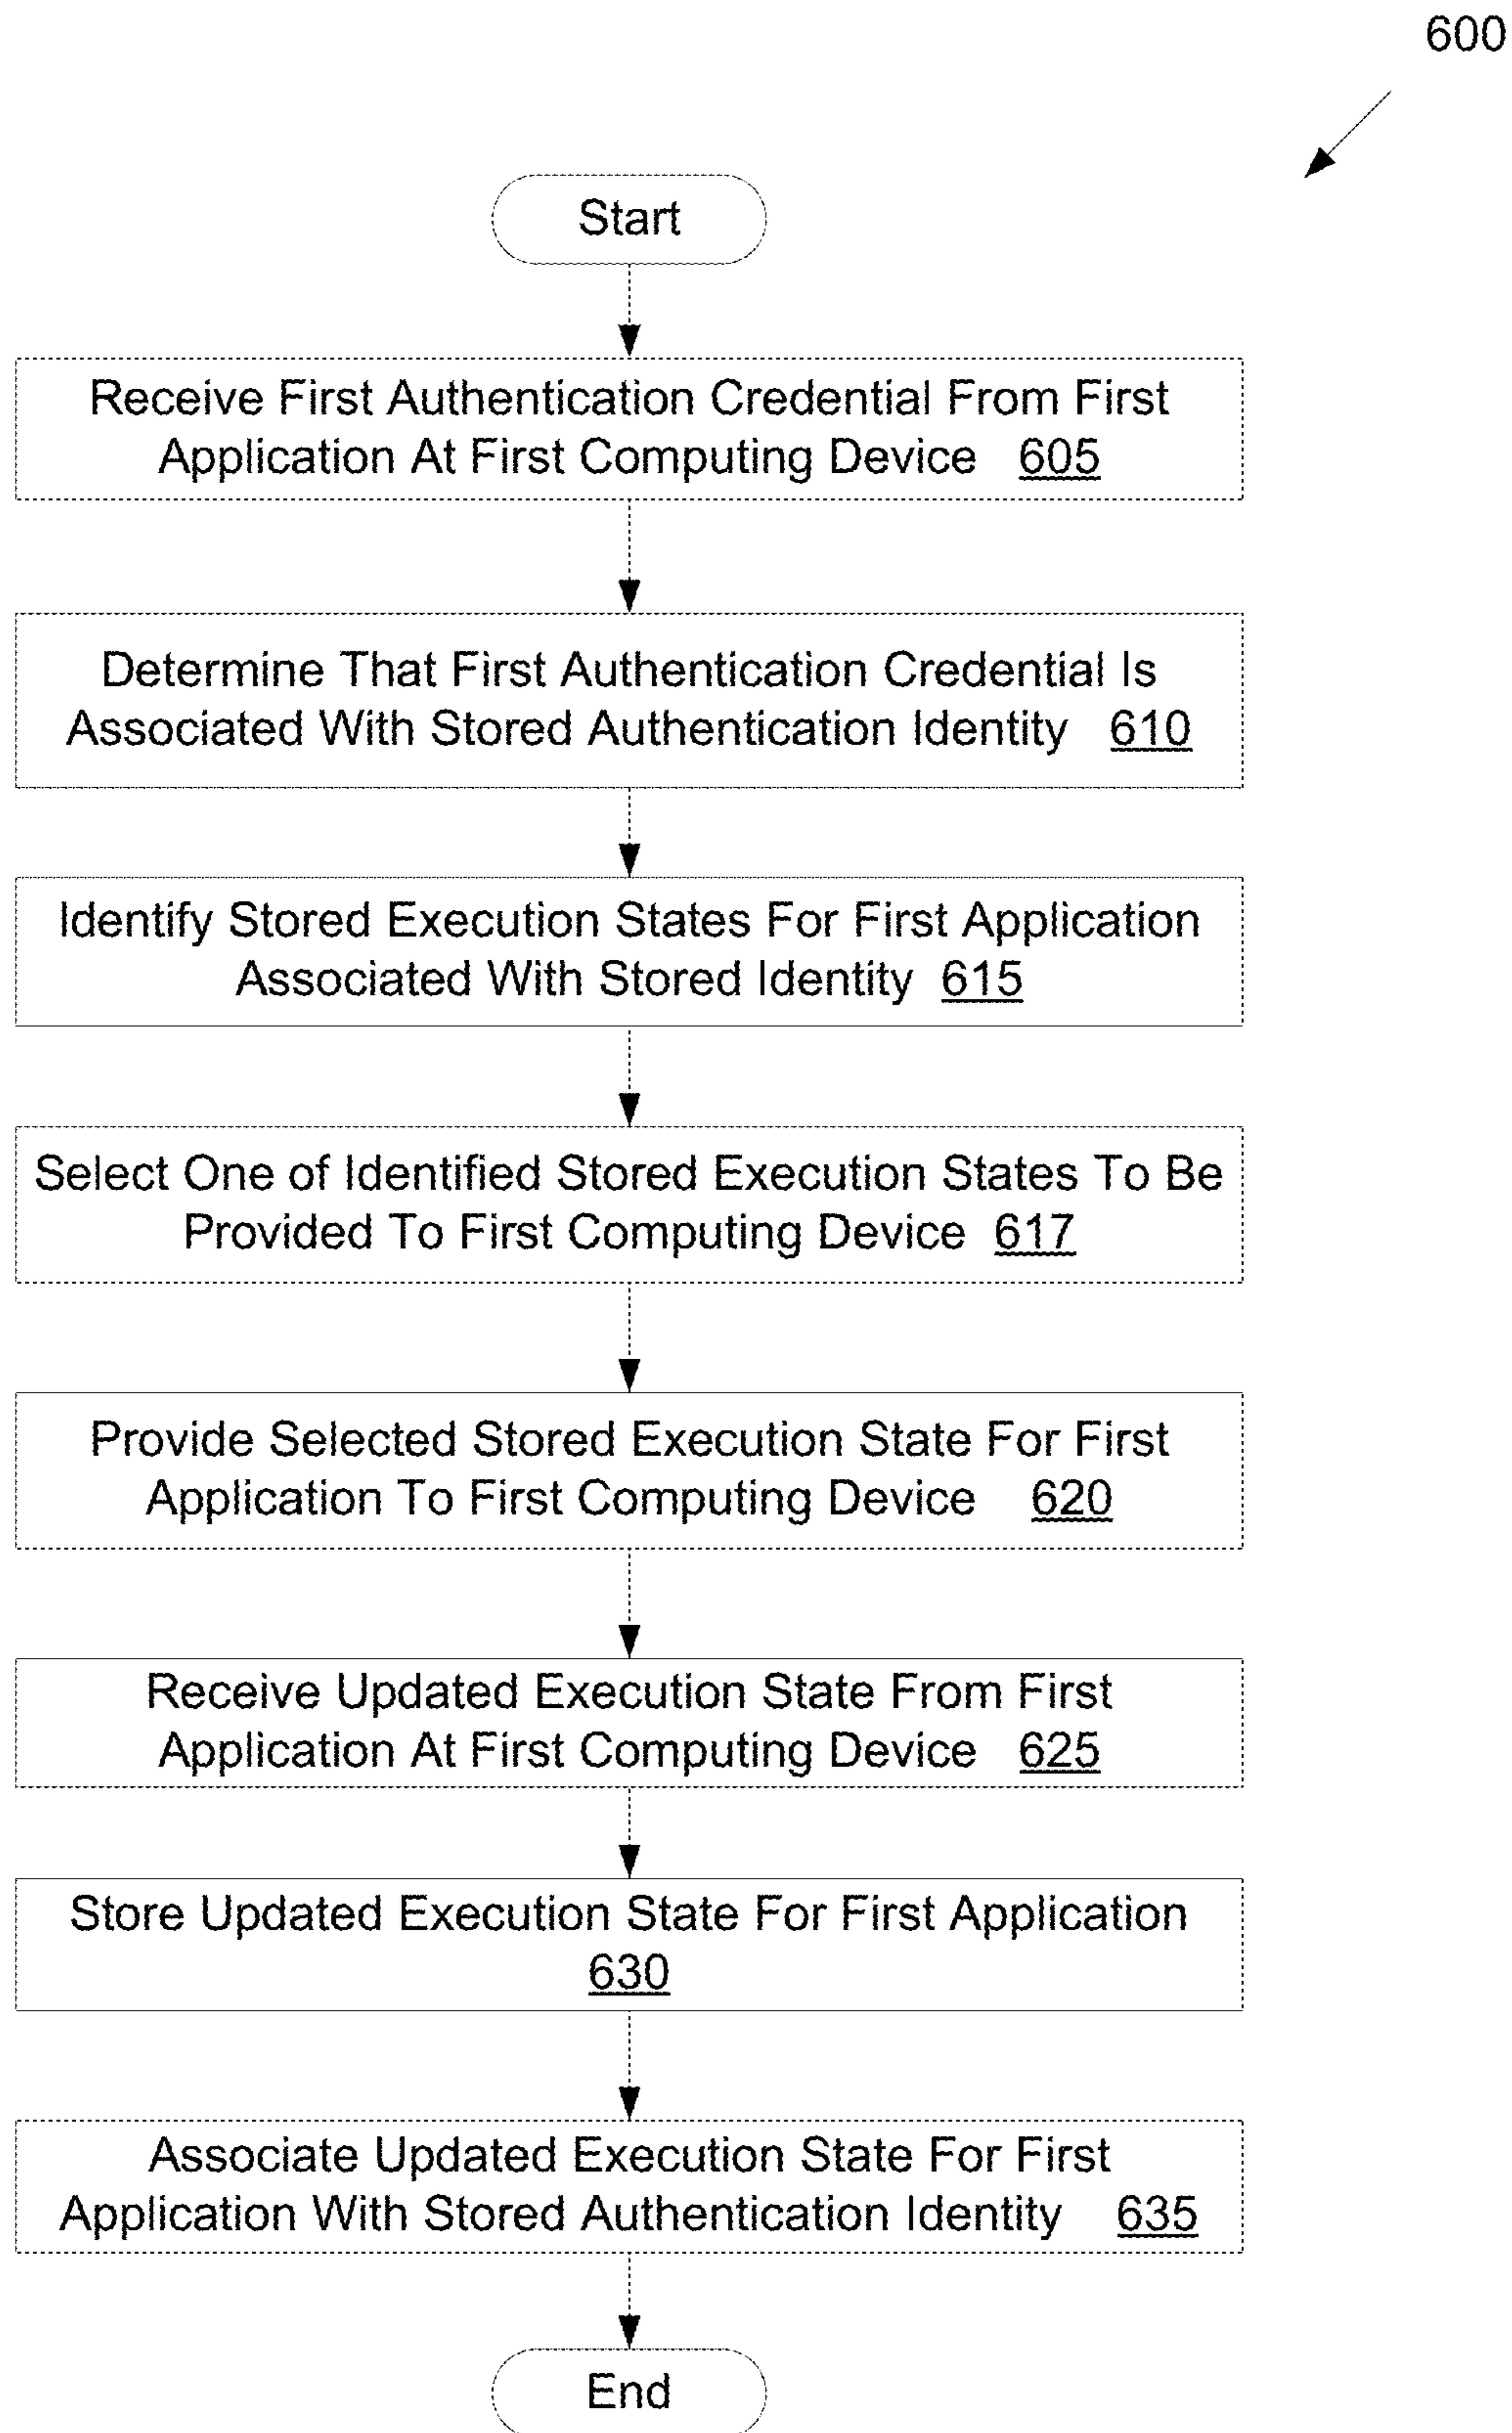 600
Start
Receive First Authentication Credential From First
Application At First Computing Device 605
Determine That First Authentication Credential Is
Associated With Stored Authentication Identity 610
Identify Stored Execution States For First Application
Associated With Stored Identity 615
Select One of Identified Stored Execution States To Be
Provided To First Computing Device 617
Provide Selected Stored Execution State For First
Application To First Computing Device 620
Receive Updated Execution State From First
Application At First Computing Device 625
Store Updated Execution State For First Application
630
Associate Updated Execution State For First
Application With Stored Authentication Identity 635
End